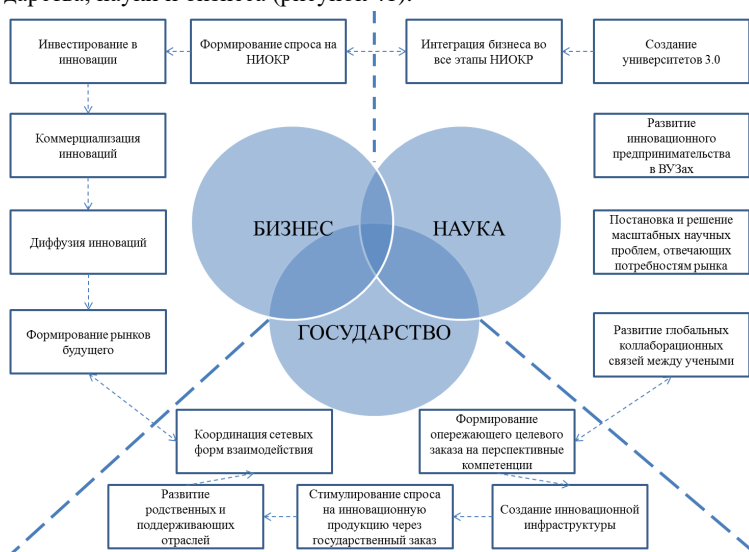 дарства, науки и бизнеса (рисунок 41).
Инвестирование в
инновации
Формирование спроса на
НИОКР
Интеграция бизнеса во
все этапы НИОКР
Создание
университетов 3.0
Коммерциализация
инноваций
Развитие
инновационного
предпринимательства
в ВУЗах
Диффузия инноваций
БИЗНЕС
НАУКА
Постановка и решение
масштабных научных
проблем, отвечающих
потребностям рынка
Формирование рынков
будущего
ГОСУДАРСТВО
Развитие глобальных
коллаборационных
связей между учеными
Координация сетевых
форм взаимодействия
Формирование
опережающего целевого
заказа на перспективные
компетенции
Развитие
родственных и
поддерживающих
отраслей
Стимулирование спроса
на инновационную
продукцию через
государственный заказ
Создание инновационной
инфраструктуры